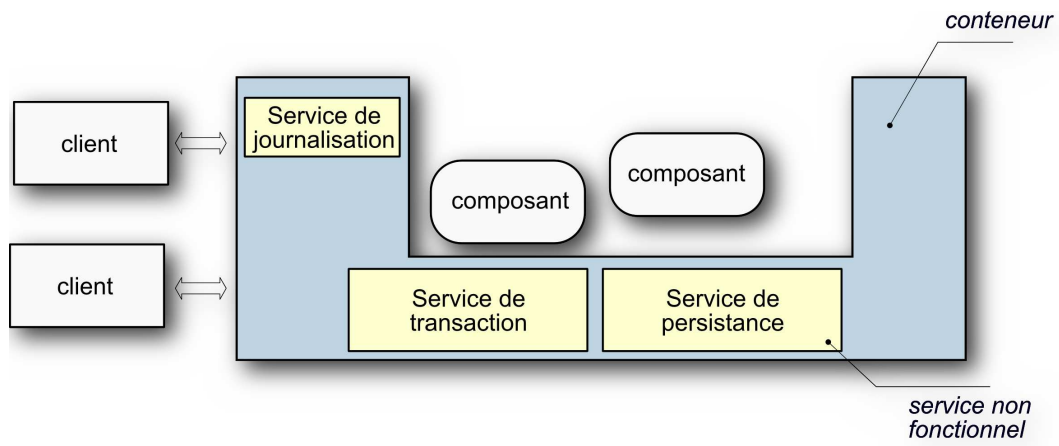 conteneur
client
Service de
journalisation
composant
composant
client
Service de
transaction
Service de
persistance
service non
fonctionnel